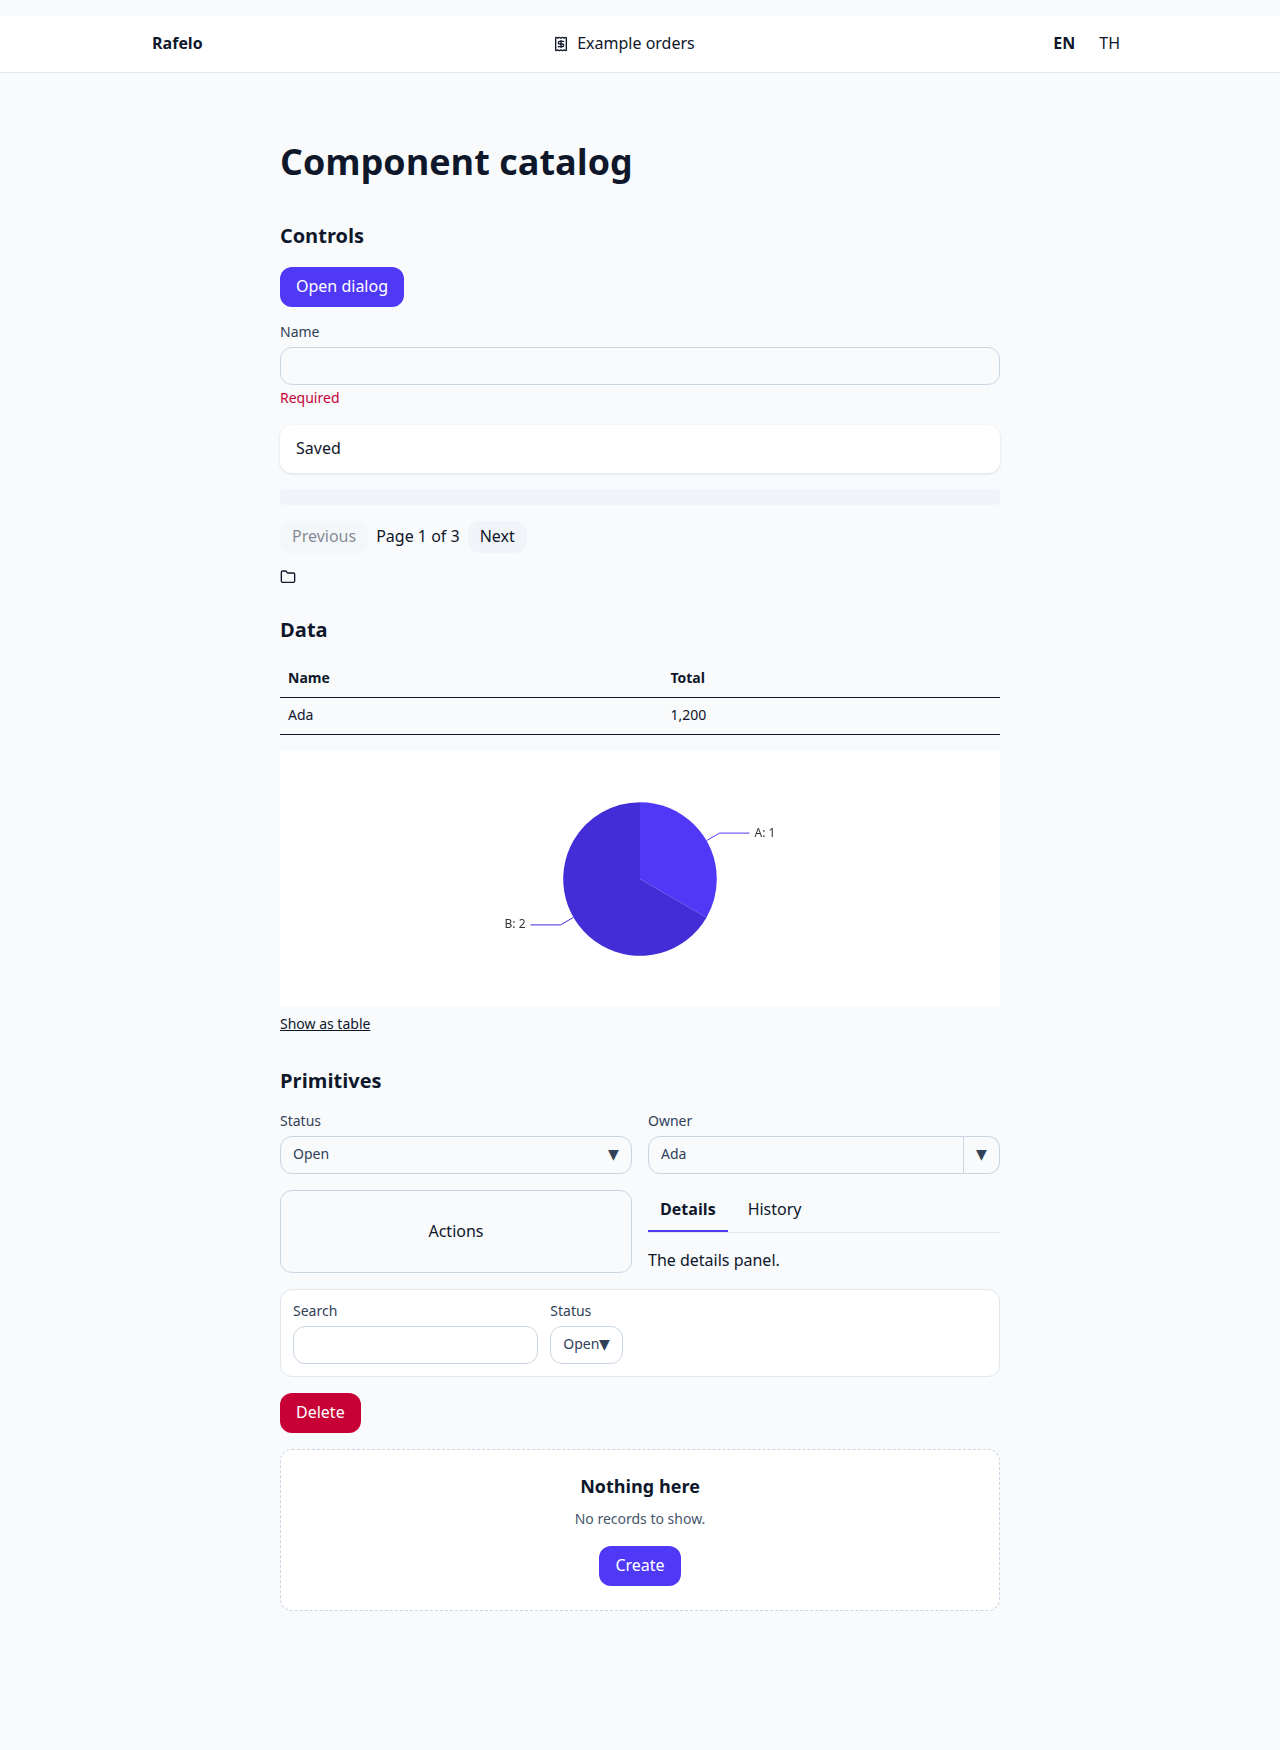 Rafelo
Example orders
EN TH
Component catalog
Controls
Open dialog
Name
Required
Saved
Previous Page 1 of 3 Next
Data
Name Total
Ada 1,200
A: 1
B: 2
Show as table
Primitives
Status Owner
Open ▼ Ada ▼
Actions
Details History
The details panel.
Search Status
Open▼
Delete
Nothing here
No records to show.
Create